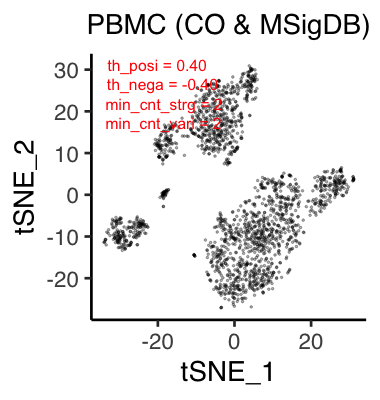 PBMC (CO & MSigDB)
th_posi = 0.40
th_nega = -0.40
min_cnt_strg = 2
min_cnt_vari = 2
30
20
10
0
-10
-20
tSNE_2
-20
0
20
tSNE_1